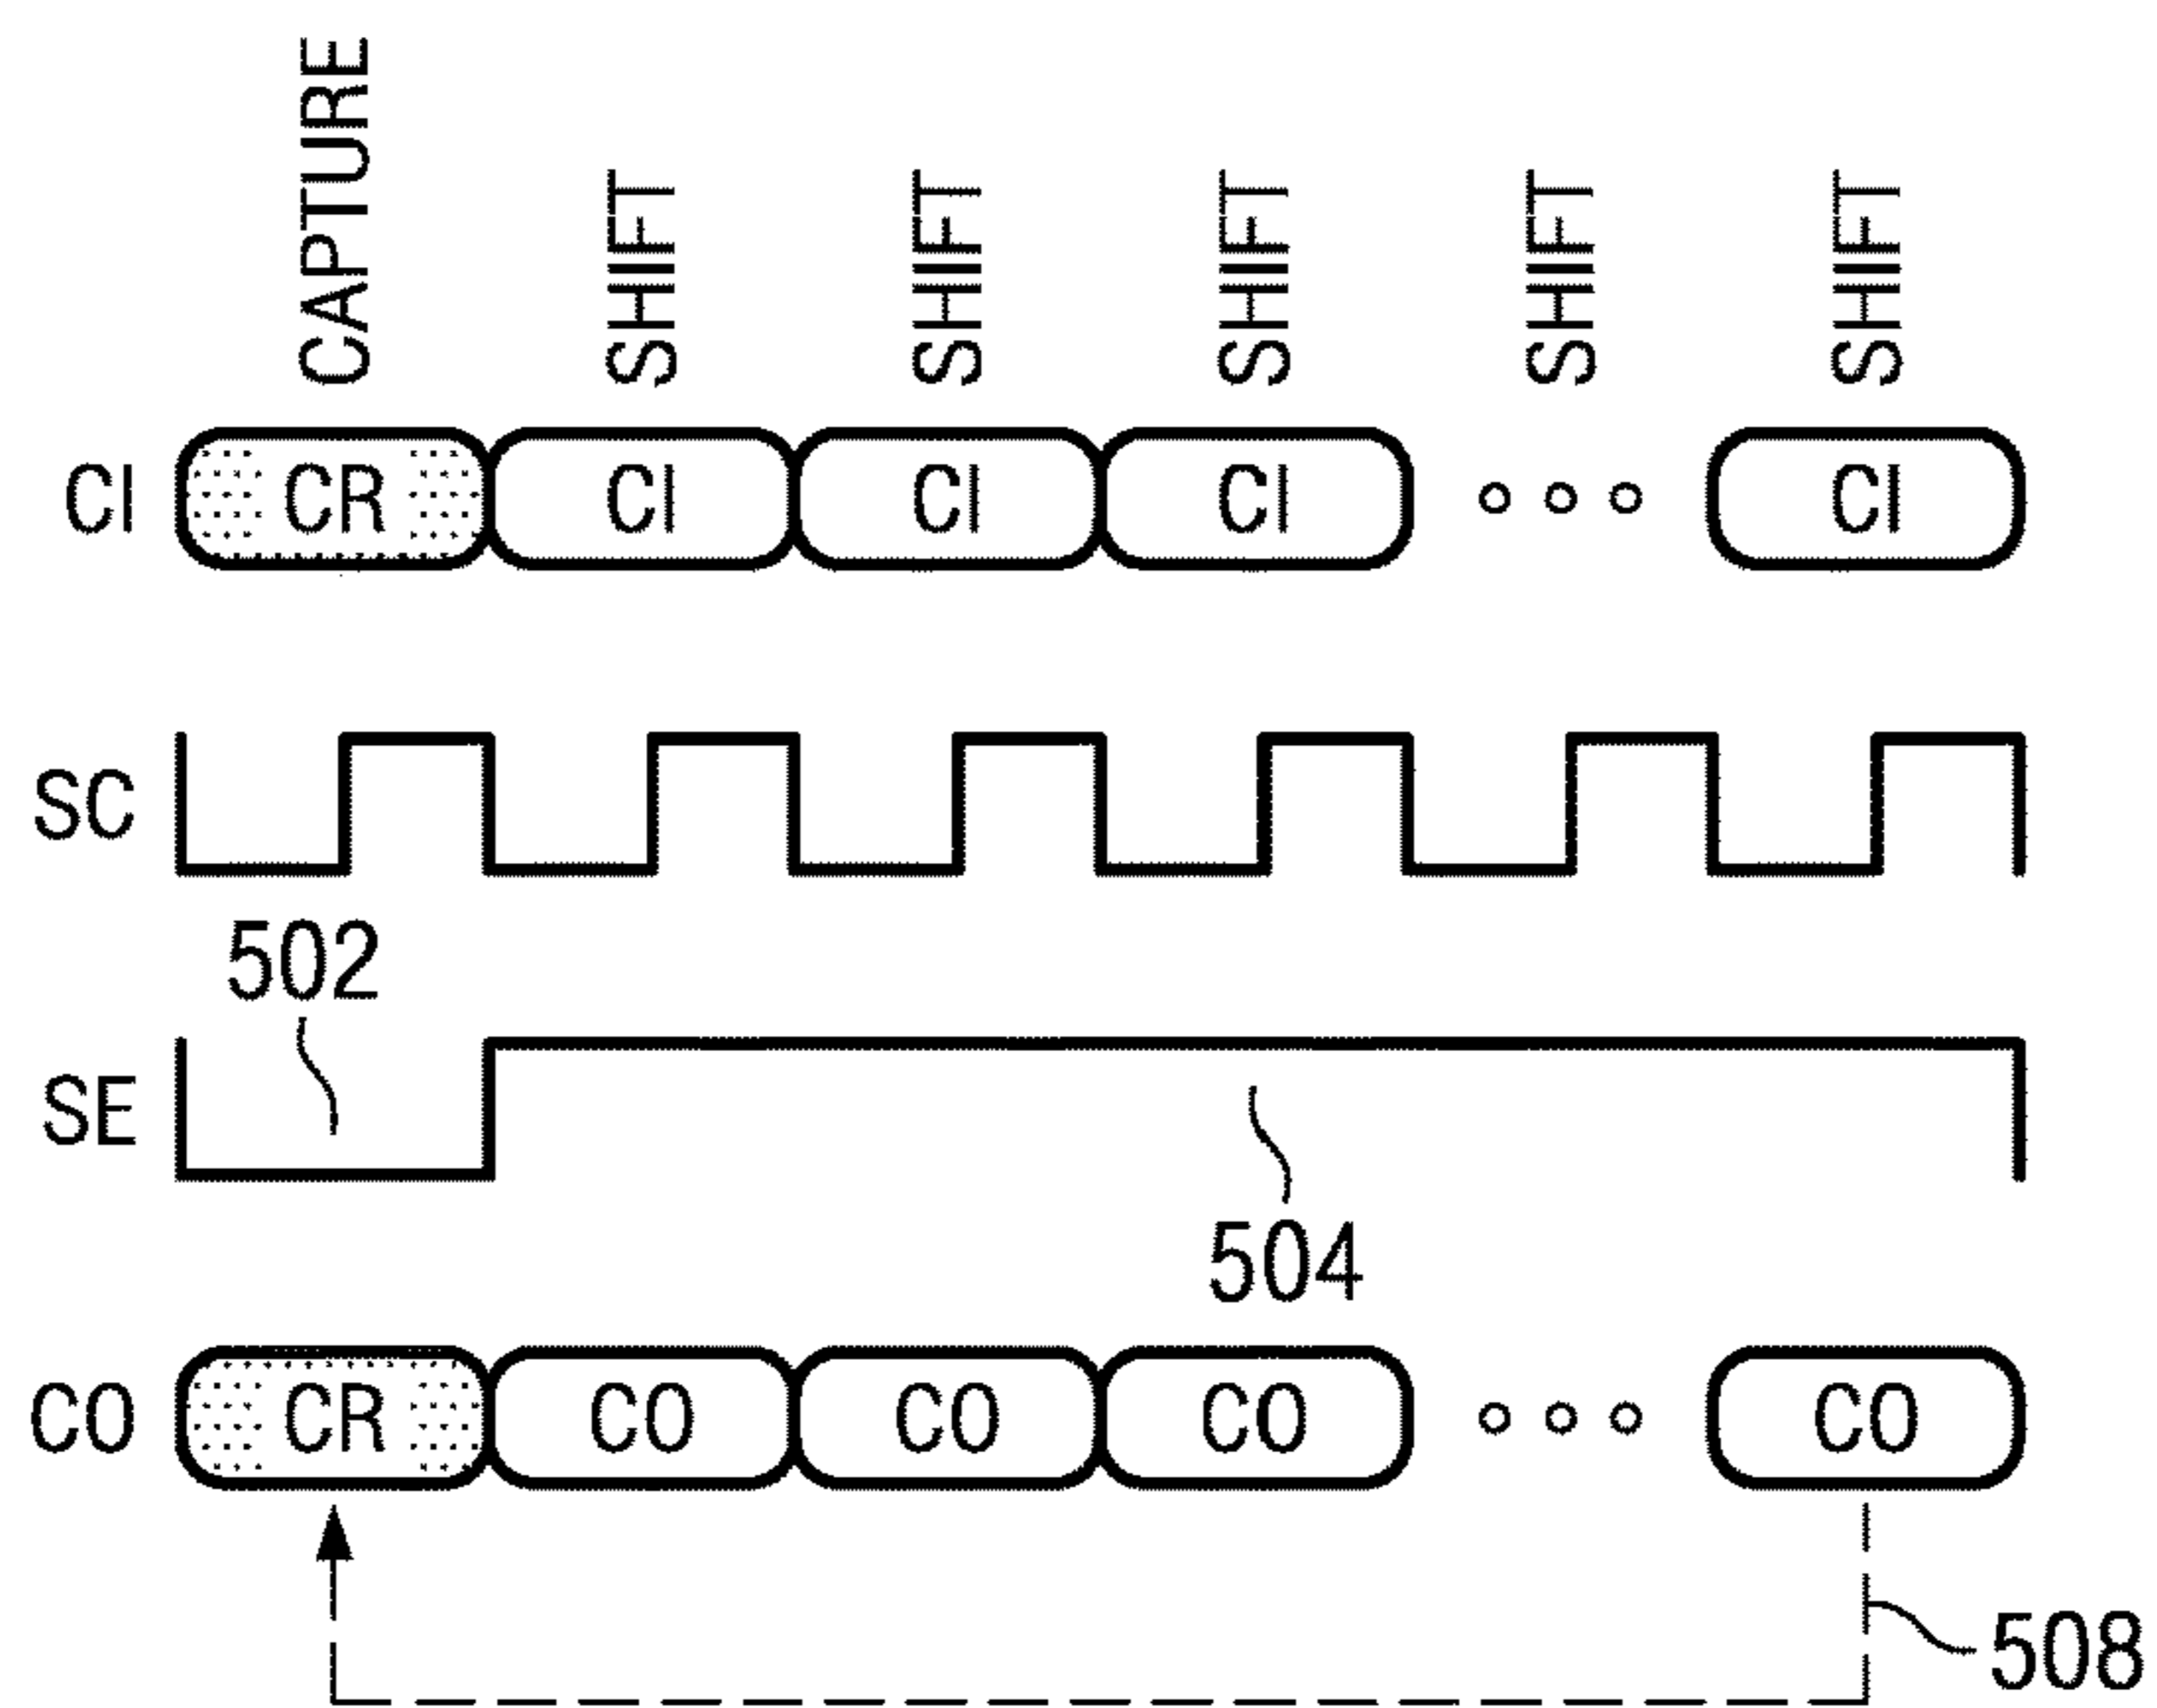 CAPTURE SHIFT SHIFT SHIFT SHIFT SHIFT
CI CR CI CI CI CI
SC
502
SE
504
CO CR CO CO CO CO
508